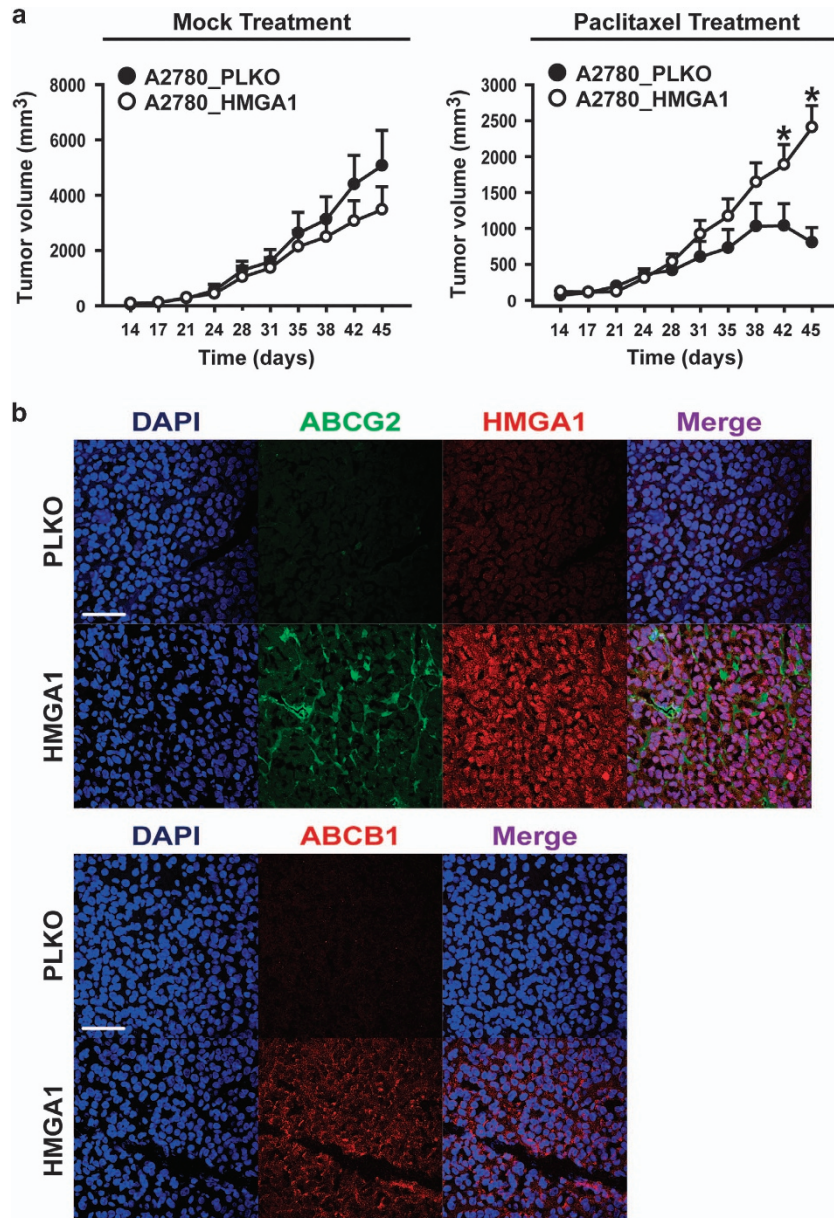 a
Mock Treatment
A2780_PLKO
A2780_HMGA1
Tumor volume (mm3)
8000
6000
4000
2000
0
14 17 21 24 28 31 35 38 42 45
Time (days)
Paclitaxel Treatment
A2780_PLKO
A2780_HMGA1
Tumor volume (mm3)
3000
2500
2000
1500
1000
500
0
* *
14 17 21 24 28 31 35 38 42 45
Time (days)
b
DAPI ABCG2 HMGA1 Merge
PLKO
HMGA1
DAPI ABCB1 Merge
PLKO
HMGA1